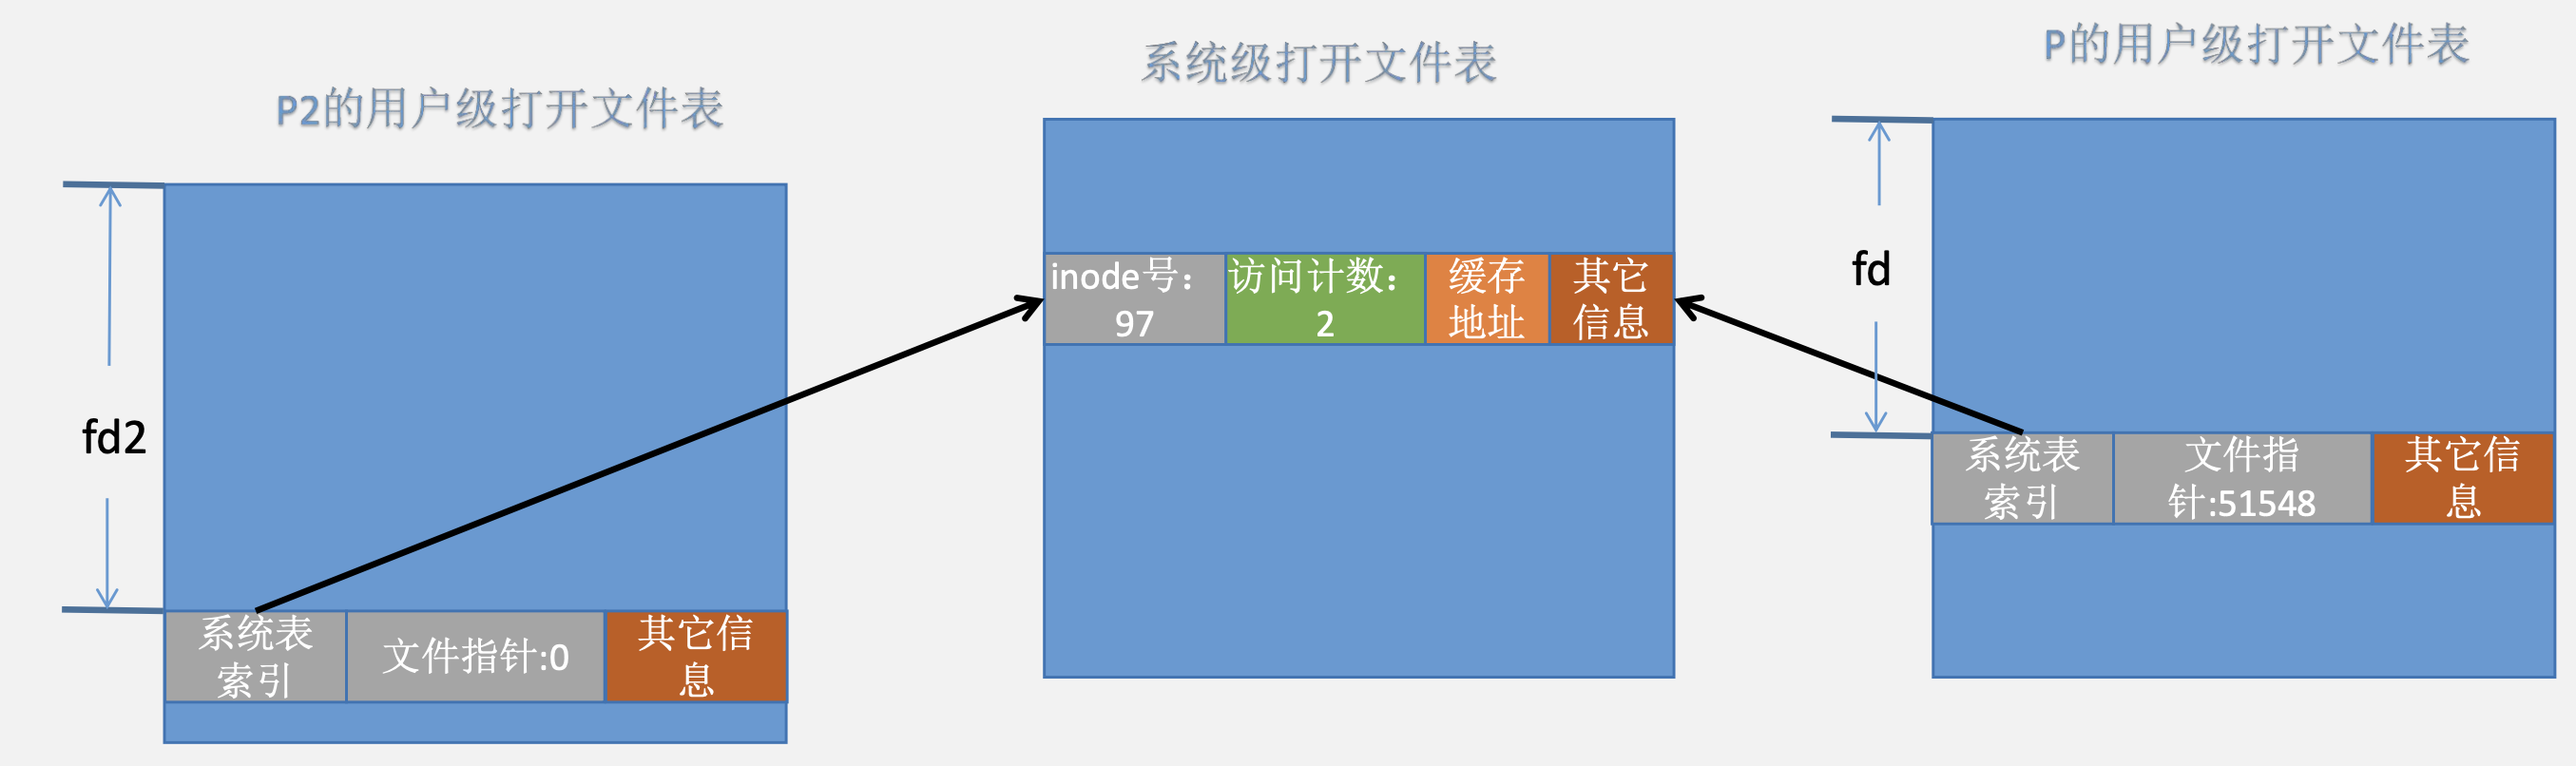 P2的用户级打开文件表
系统级打开文件表
P的用户级打开文件表
fd2
系统表
索引
文件指针:0
其它信
息
inode号：
97
访问计数：
2
缓存
地址
其它
信息
fd
系统表
索引
文件指
针:51548
其它信
息